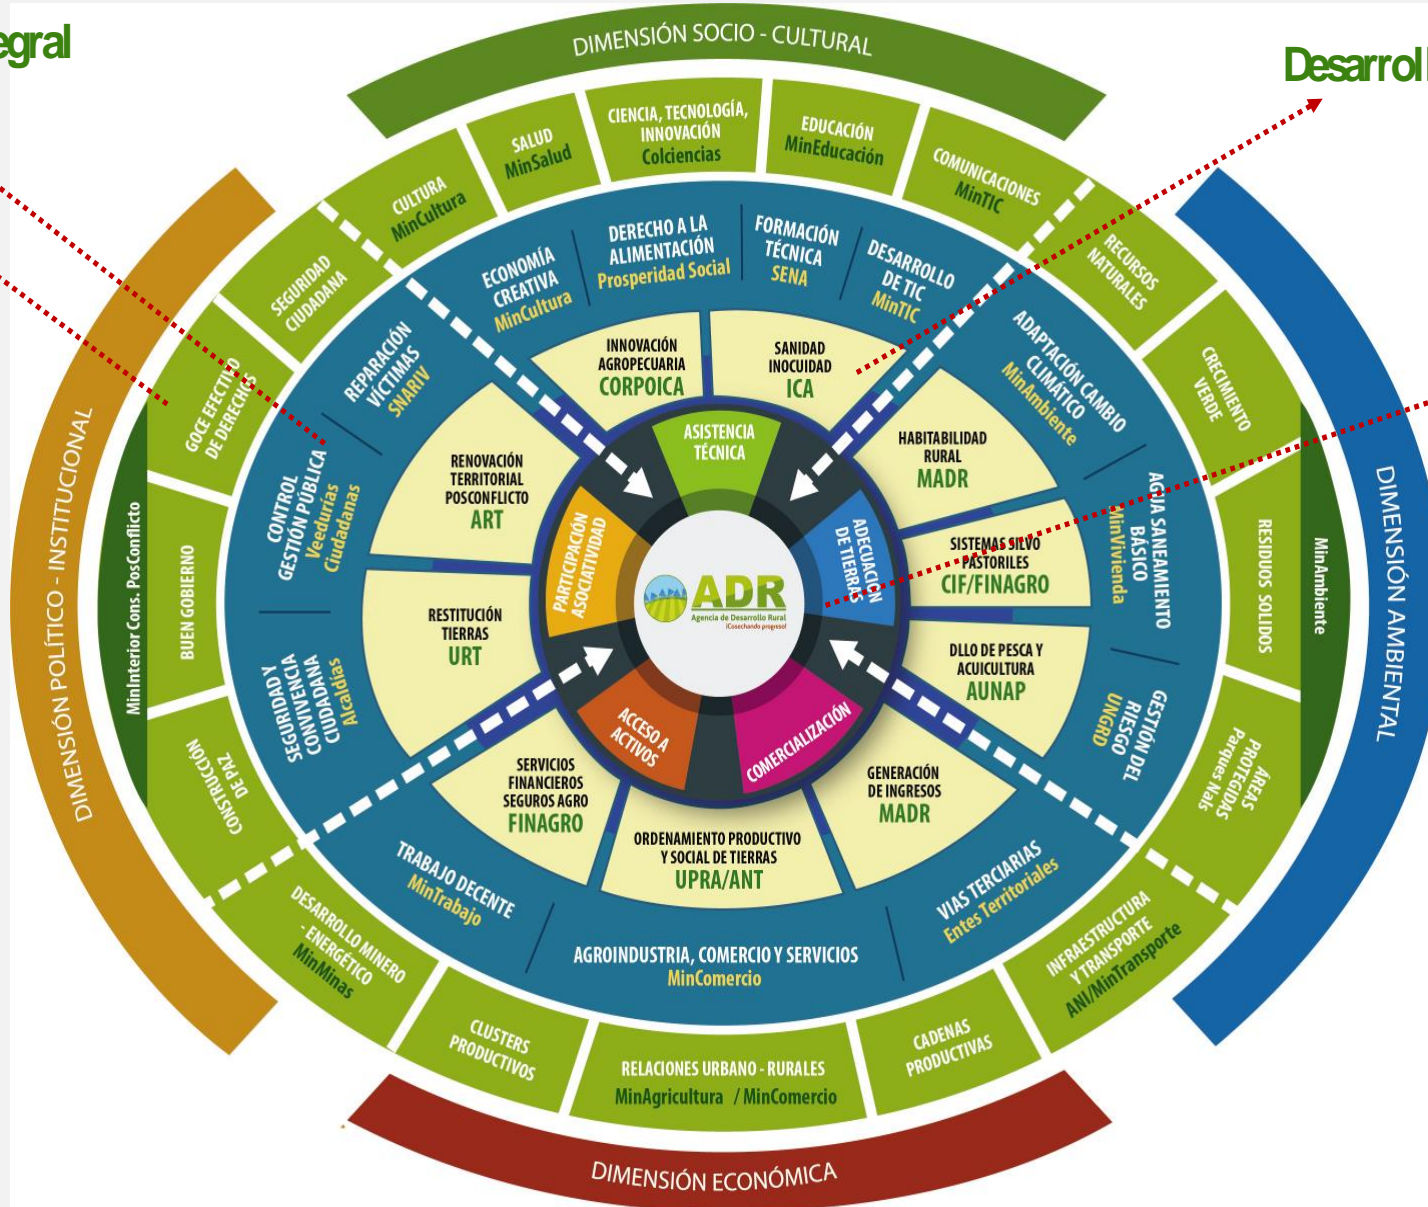 egral
Desarroll
DIMENSIÓN SOCIO - CULTURAL
CULTURA
MinCultura
SALUD
MinSalud
CIENCIA, TECNOLOGÍA,
INNOVACIÓN
Colciencias
EDUCACIÓN
MinEducación
COMUNICACIONES
MinTIC
ECONOMÍA
CREATIVA
MinCultura
DERECHO A LA
ALIMENTACIÓN
Prosperidad Social
FORMACIÓN
TÉCNICA
SENA
DESARROLLO
DE TIC
MinTIC
INNOVACIÓN
AGROPECUARIA
CORPOICA
SANIDAD
INOCUIDAD
ICA
DIMENSIÓN AMBIENTAL
RECURSOS
NATURALES
CRECIMIENTO
VERDE
RESIDUOS SOLIDOS
MinAmbiente
ÁREAS
PROTEGIDAS
Parques Nals
ADAPTACIÓN CAMBIO
CLIMÁTICO
MinAmbiente
AGUA SANEAMIENTO
BÁSICO
MinVivienda
GESTIÓN DEL
RIESGO
UNGRD
HABITABILIDAD
RURAL
MADR
SISTEMAS SILVO
PASTORILES
CIF/FINAGRO
DLLO DE PESCA Y
ACUICULTURA
AUNAP
DIMENSIÓN ECONÓMICA
INFRAESTRUCTURA
Y TRANSPORTE
ANI/MinTransporte
CADENAS
PRODUCTIVAS
RELACIONES URBANO - RURALES
MinAgricultura / MinComercio
CLUSTERS
PRODUCTIVOS
DESARROLLO MINERO
- ENERGÉTICO
MinMinas
VIAS TERCIARIAS
Entes Territoriales
AGROINDUSTRIA, COMERCIO Y SERVICIOS
MinComercio
TRABAJO DECENTE
MinTrabajo
GENERACIÓN
DE INGRESOS
MADR
ORDENAMIENTO PRODUCTIVO
Y SOCIAL DE TIERRAS
UPRA/ANT
SERVICIOS
FINANCIEROS
SEGUROS AGRO
FINAGRO
DIMENSIÓN POLÍTICO - INSTITUCIONAL
SEGURIDAD
CIUDADANA
GOCE EFECTIVO
DE DERECHOS
MinInterior Cons. PosConflicto
BUEN GOBIERNO
CONSTRUCCIÓN
DE PAZ
REPARACIÓN
VÍCTIMAS
SNARIV
CONTROL
GESTIÓN PÚBLICA
Veedurías
Ciudadanas
SEGURIDAD Y
CONVIVENCIA
CIUDADANA
Alcaldías
RENOVACIÓN
TERRITORIAL
POSCONFLICTO
ART
RESTITUCIÓN
TIERRAS
URT
ASISTENCIA
TÉCNICA
ADECUACIÓN
DE TIERRAS
COMERCIALIZACIÓN
ACCESO A
ACTIVOS
PARTICIPACIÓN
ASOCIATIVIDAD
ADR
Agencia de Desarrollo Rural
¡Cosechando progreso!